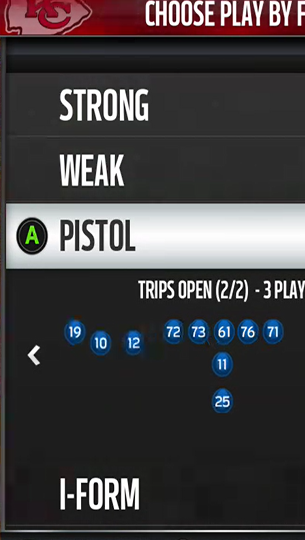 KC
CHOOSE PLAY BY F
STRONG
WEAK
A PISTOL
TRIPS OPEN (2/2) - 3 PLAY
19 10 12 72 73 61 76 71
11
25
I-FORM